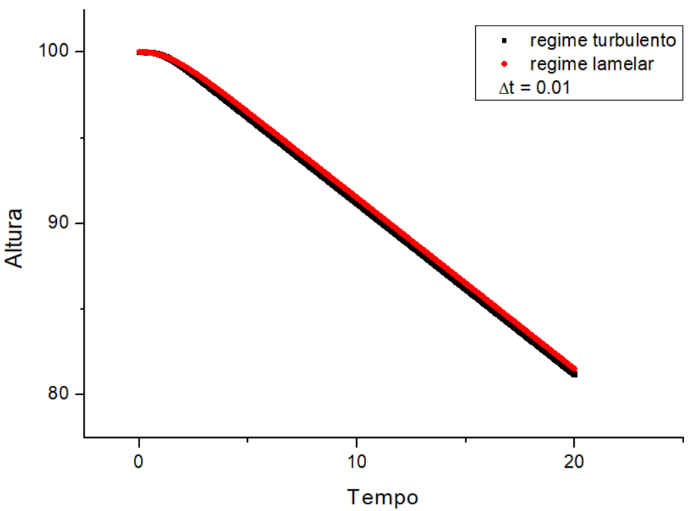 100
90
80
0
10
20
Altura
Tempo
regime turbulento
regime lamelar
Δt = 0.01